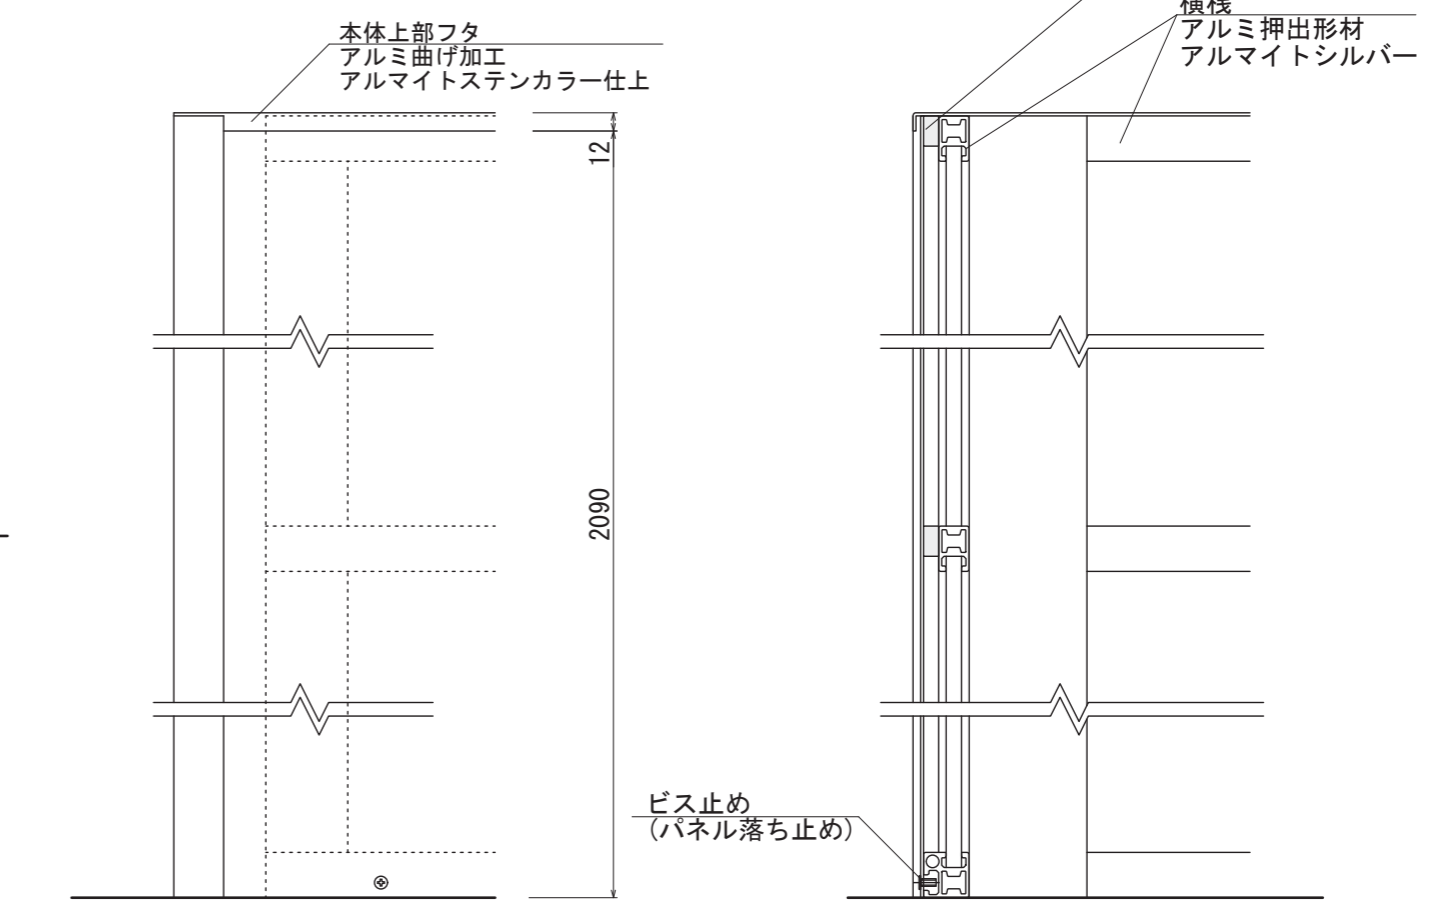 本体上部フタ
アルミ曲げ加工
アルマイトステンカラー仕上
横桟
アルミ押出形材
アルマイトシルバー
12
2090
ビス止め
(パネル落ち止め)